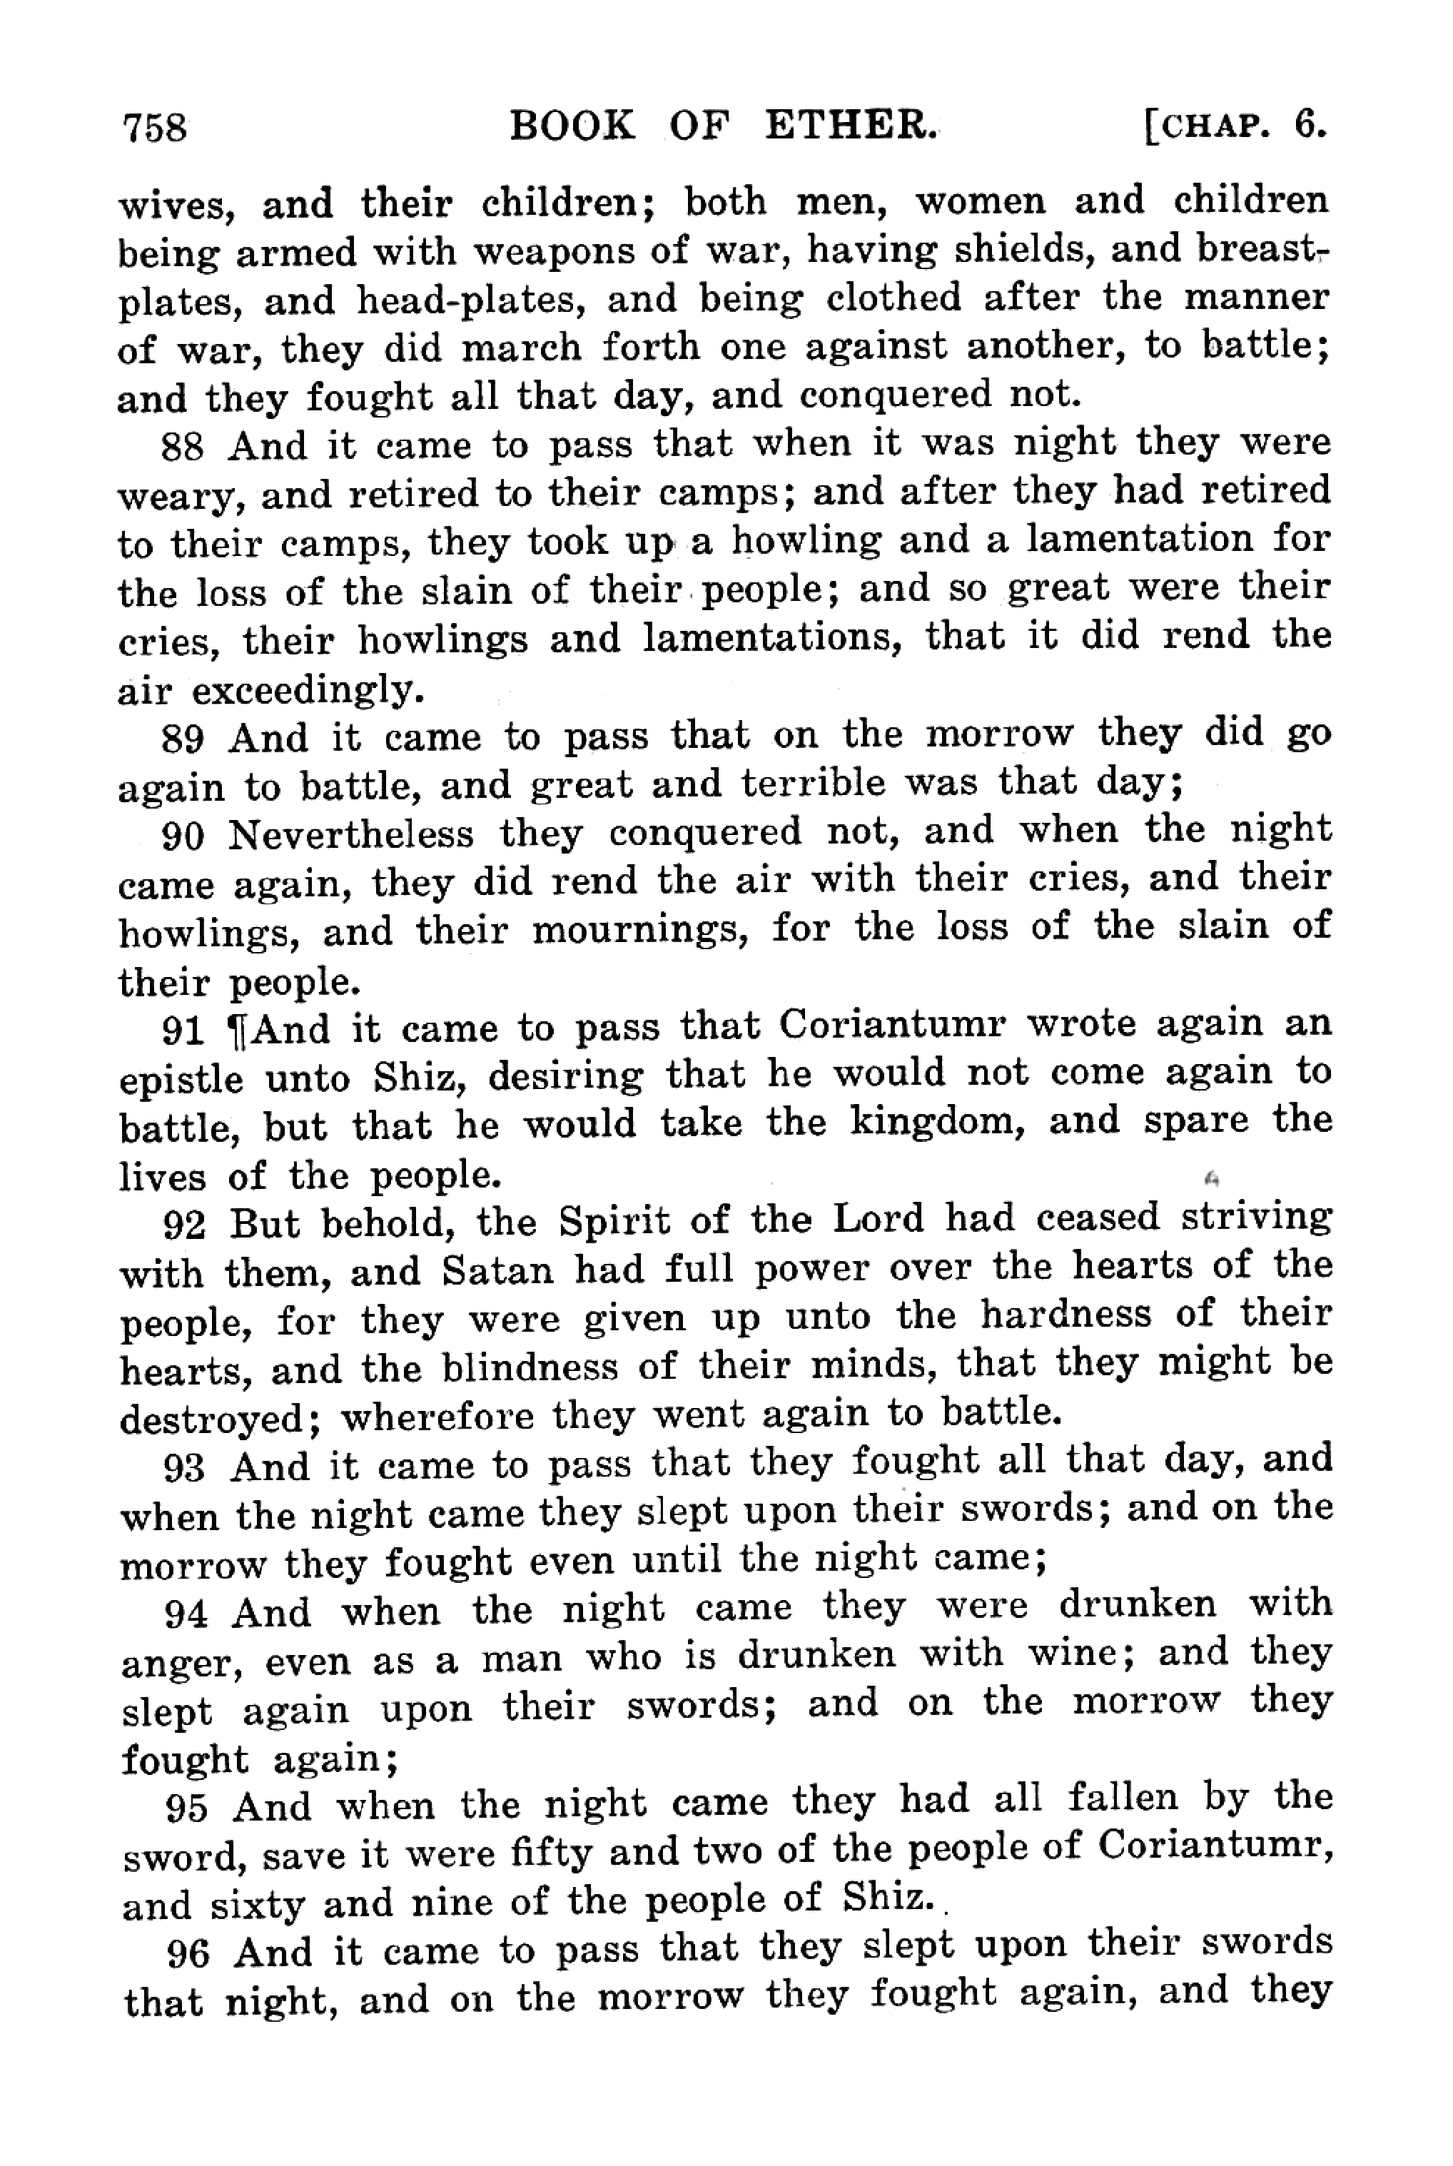 758 BOOK OF ETHER. [CHAP. 6.
wives, and their children; both men, women and children
being armed with weapons of war, having shields, and breast-
plates, and head-plates, and being clothed after the manner
of war, they did march forth one against another, to battle;
and they fought all that day, and conquered not.
88 And it came to pass that when it was night they were
weary, and retired to their camps; and after they had retired
to their camps, they took up a howling and a lamentation for
the loss of the slain of their people; and so great were their
cries, their howlings and lamentations, that it did rend the
air exceedingly.
89 And it came to pass that on the morrow they did go
again to battle, and great and terrible was that day;
90 Nevertheless they conquered not, and when the night
came again, they did rend the air with their cries, and their
howlings, and their mournings, for the loss of the slain of
their people.
91 ¶And it came to pass that Coriantumr wrote again an
epistle unto Shiz, desiring that he would not come again to
battle, but that he would take the kingdom, and spare the
lives of the people.
92 But behold, the Spirit of the Lord had ceased striving
with them, and Satan had full power over the hearts of the
people, for they were given up unto the hardness of their
hearts, and the blindness of their minds, that they might be
destroyed; wherefore they went again to battle.
93 And it came to pass that they fought all that day, and
when the night came they slept upon their swords; and on the
morrow they fought even until the night came;
94 And when the night came they were drunken with
anger, even as a man who is drunken with wine; and they
slept again upon their swords; and on the morrow they
fought again;
95 And when the night came they had all fallen by the
sword, save it were fifty and two of the people of Coriantumr,
and sixty and nine of the people of Shiz.
96 And it came to pass that they slept upon their swords
that night, and on the morrow they fought again, and they